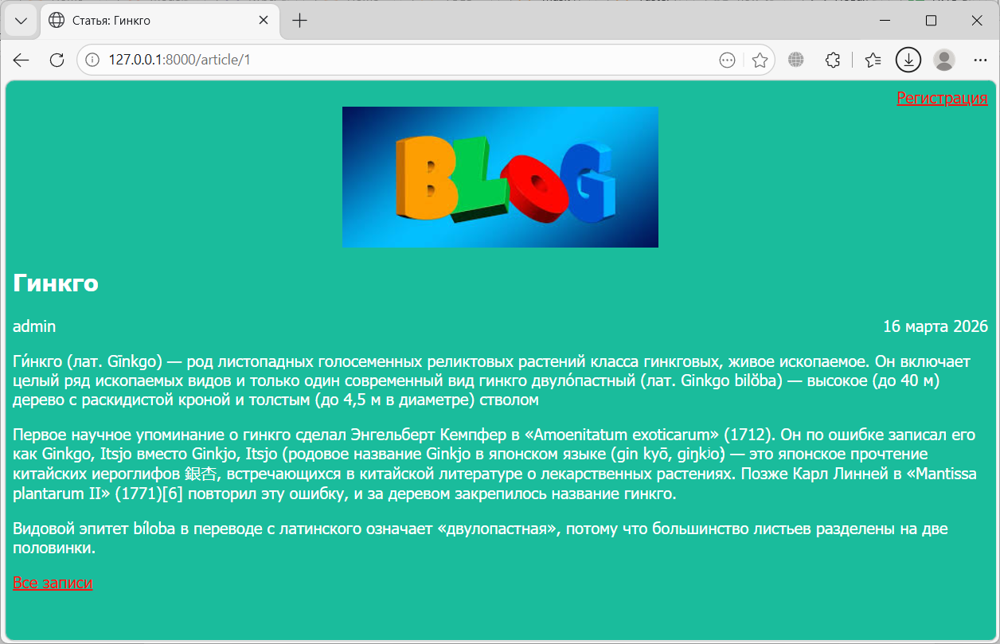 Статья: Гинкго
127.0.0.1:8000/article/1
Регистрация
BLOG
Гинкго
admin
16 марта 2026
Ги́нкго (лат. Gīnkgo) — род листопадных голосеменных реликтовых растений класса гинкговых, живое ископаемое. Он включает
целый ряд ископаемых видов и только один современный вид гинкго двуло́пастный (лат. Ginkgo bilŏba) — высокое (до 40 м)
дерево с раскидистой кроной и толстым (до 4,5 м в диаметре) стволом
Первое научное упоминание о гинкго сделал Энгельберт Кемпфер в «Amoenitatum exoticarum» (1712). Он по ошибке записал его
как Ginkgo, Itsjo вместо Ginkjo, Itsjo (родовое название Ginkjo в японском языке (gin kyō, giŋkʲo) — это японское прочтение
китайских иероглифов 銀杏, встречающихся в китайской литературе о лекарственных растениях. Позже Карл Линней в «Mantissa
plantarum II» (1771)[6] повторил эту ошибку, и за деревом закрепилось название гинкго.
Видовой эпитет bíloba в переводе с латинского означает «двулопастная», потому что большинство листьев разделены на две
половинки.
Все записи